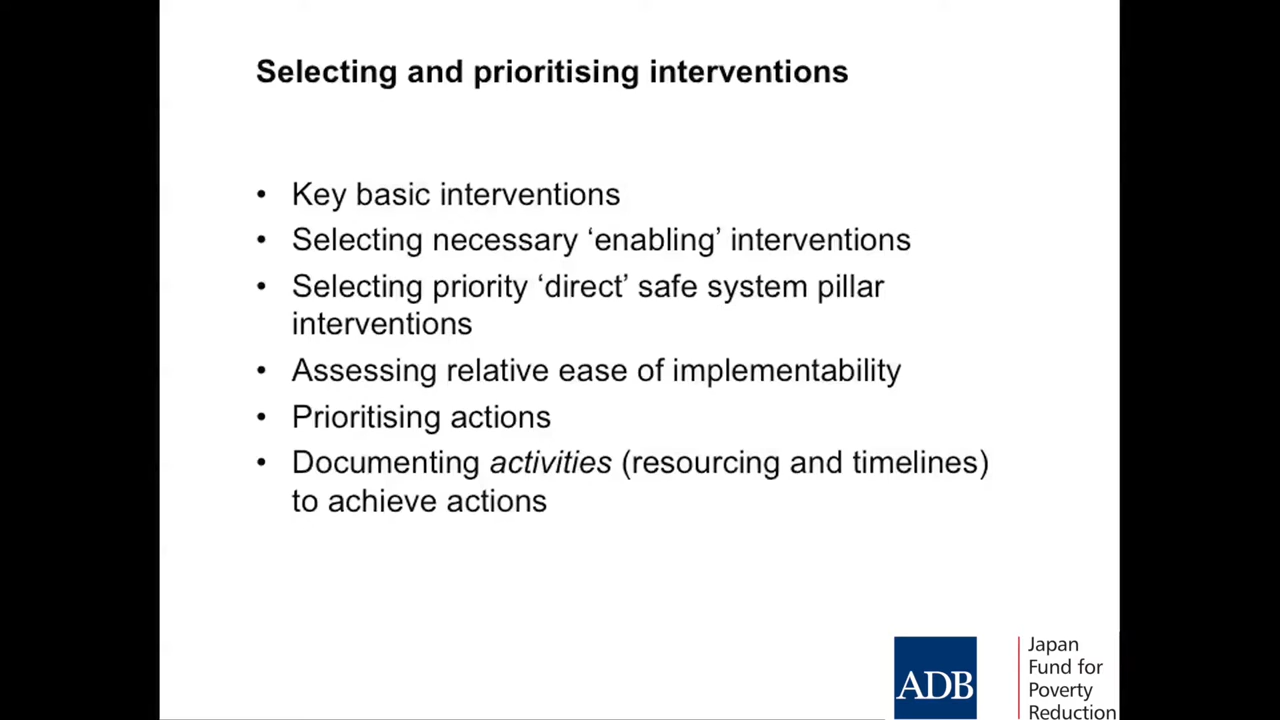 Selecting and prioritising interventions
• Key basic interventions
• Selecting necessary ‘enabling’ interventions
• Selecting priority ‘direct’ safe system pillar
interventions
• Assessing relative ease of implementability
• Prioritising actions
• Documenting activities (resourcing and timelines)
to achieve actions
ADB
Japan
Fund for
Poverty
Reduction